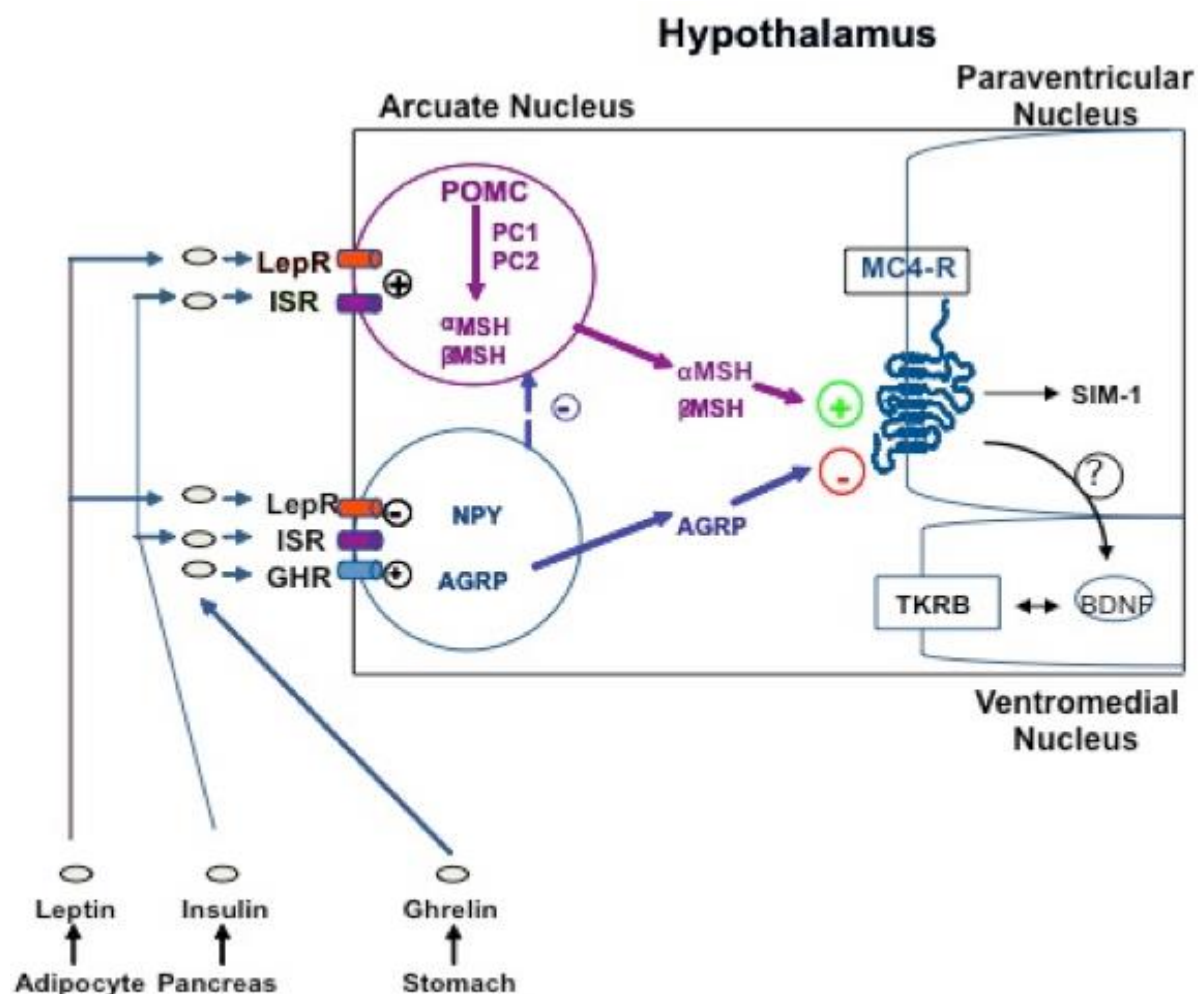 Hypothalamus
Arcuate Nucleus
Paraventricular
Nucleus
POMC
PC1
PC2
αMSH
βMSH
LepR
ISR
+
MC4-R
αMSH
βMSH
+
SIM-1
-
-
?
LepR
ISR
GHR
-
+
NPY
AGRP
AGRP
TKRB
BDNF
Ventromedial
Nucleus
Leptin
Insulin
Ghrelin
Adipocyte
Pancreas
Stomach